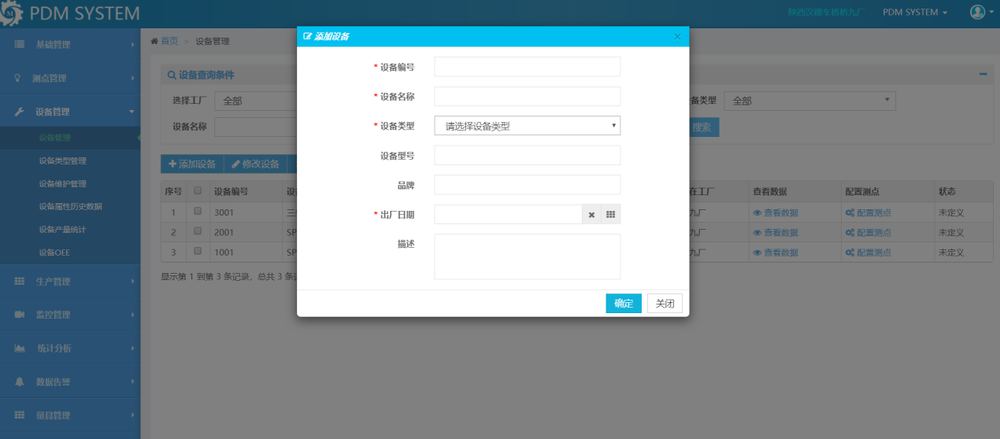 PDM SYSTEM
陕西汉德车桥桥九厂 PDM SYSTEM
基础管理
测点管理
设备管理
设备管理
设备类型管理
设备维护管理
设备属性历史数据
设备产量统计
设备OEE
生产管理
监控管理
统计分析
数据告警
量具管理
首页 > 设备管理
设备查询条件
选择工厂 全部 设备类型 全部
设备名称 搜索
添加设备 修改设备
序号 设备编号 设 在工厂 查看数据 配置测点 状态
1 3001 三 九厂 查看数据 配置测点 未定义
2 2001 SP 九厂 查看数据 配置测点 未定义
3 1001 SP 九厂 查看数据 配置测点 未定义
显示第 1 到第 3 条记录，总共 3 条
添加设备 ×
* 设备编号
* 设备名称
* 设备类型 请选择设备类型
设备型号
品牌
* 出厂日期
描述
确定 关闭